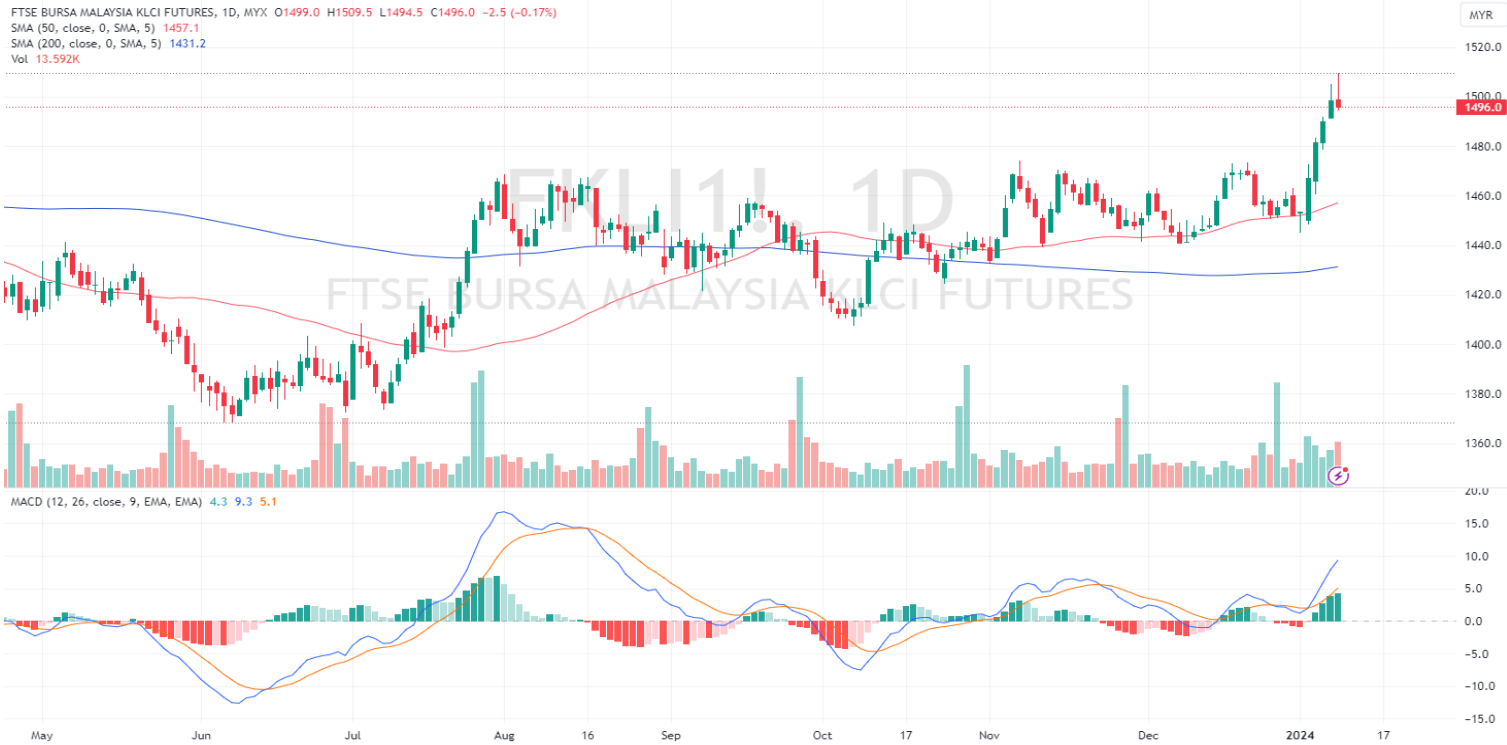 FTSE BURSA MALAYSIA KLCI FUTURES, 1D, MYX O1499.0 H1509.5 L1494.5 C1496.0 −2.5 (−0.17%)
MYR
SMA (50, close, 0, SMA, 5) 1457.1
SMA (200, close, 0, SMA, 5) 1431.2
Vol 13.592K
1520.0
1500.0
1496.0
1480.0
1460.0
1440.0
1420.0
1400.0
1380.0
1360.0
FKLI1!, 1D
FTSE BURSA MALAYSIA KLCI FUTURES
MACD (12, 26, close, 9, EMA, EMA) 4.3 9.3 5.1
20.0
15.0
10.0
5.0
0.0
−5.0
−10.0
−15.0
May Jun Jul Aug 16 Sep Oct 17 Nov Dec 2024 17